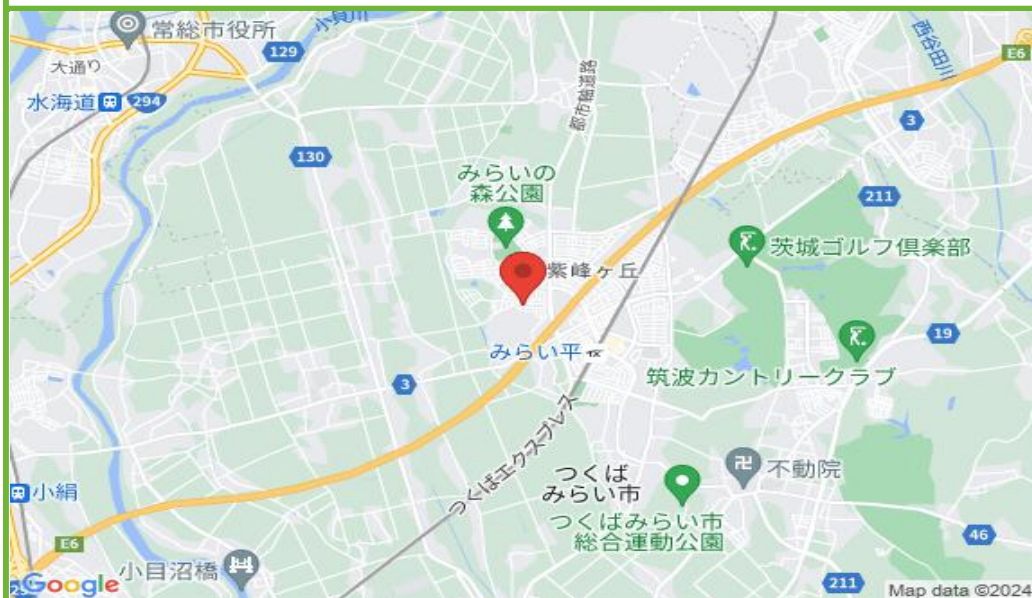 常総市役所
大通り
129
小貝川
水海道
294
130
都市軸道路
西谷田川
E6
3
211
みらいの
森公園
紫峰ヶ丘
茨城ゴルフ倶楽部
19
みらい平
筑波カントリークラブ
3
つくばエクスプレス
つくば
みらい市
不動院
小絹
つくばみらい市
総合運動公園
E6
46
小目沼橋
211
Google
Map data ©2024